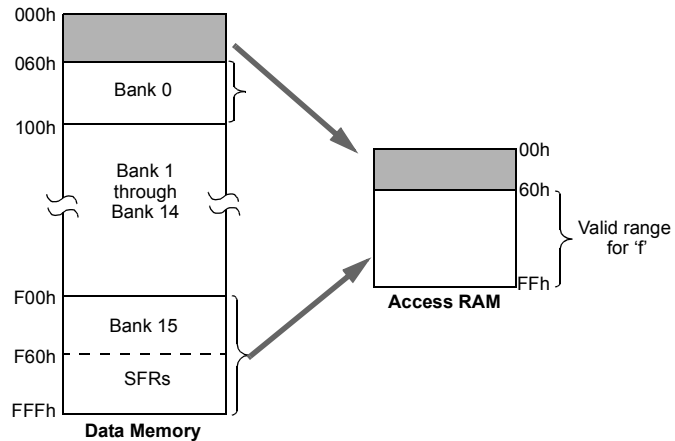 000h
060h
Bank 0
100h
Bank 1
through
Bank 14
F00h
Bank 15
F60h
SFRs
FFFh
Data Memory
00h
60h
Valid range
for ‘f’
FFh
Access RAM